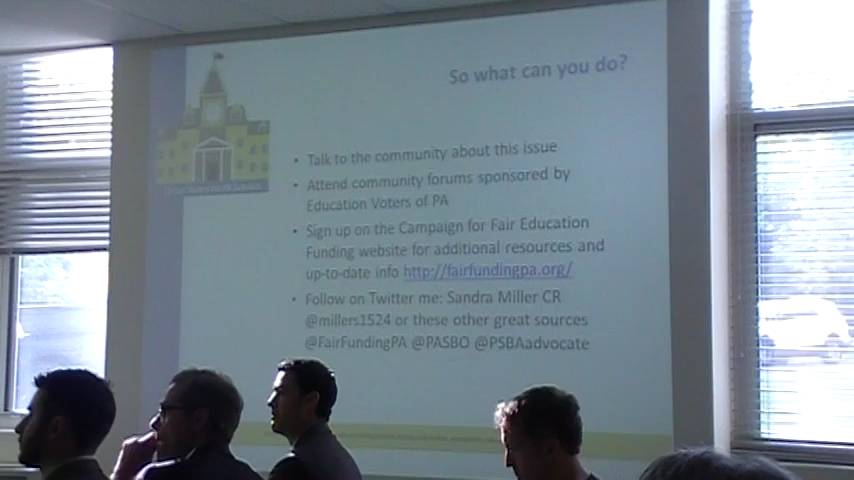 So what can you do?
• Talk to the community about this issue
• Attend community forums sponsored by
Education Voters of PA
• Sign up on the Campaign for Fair Education
Funding website for additional resources and
up-to-date info http://fairfundingpa.org/
• Follow on Twitter me: Sandra Miller CR
@millers1524 or these other great sources
@FairFundingPA @PASBO @PSBAadvocate